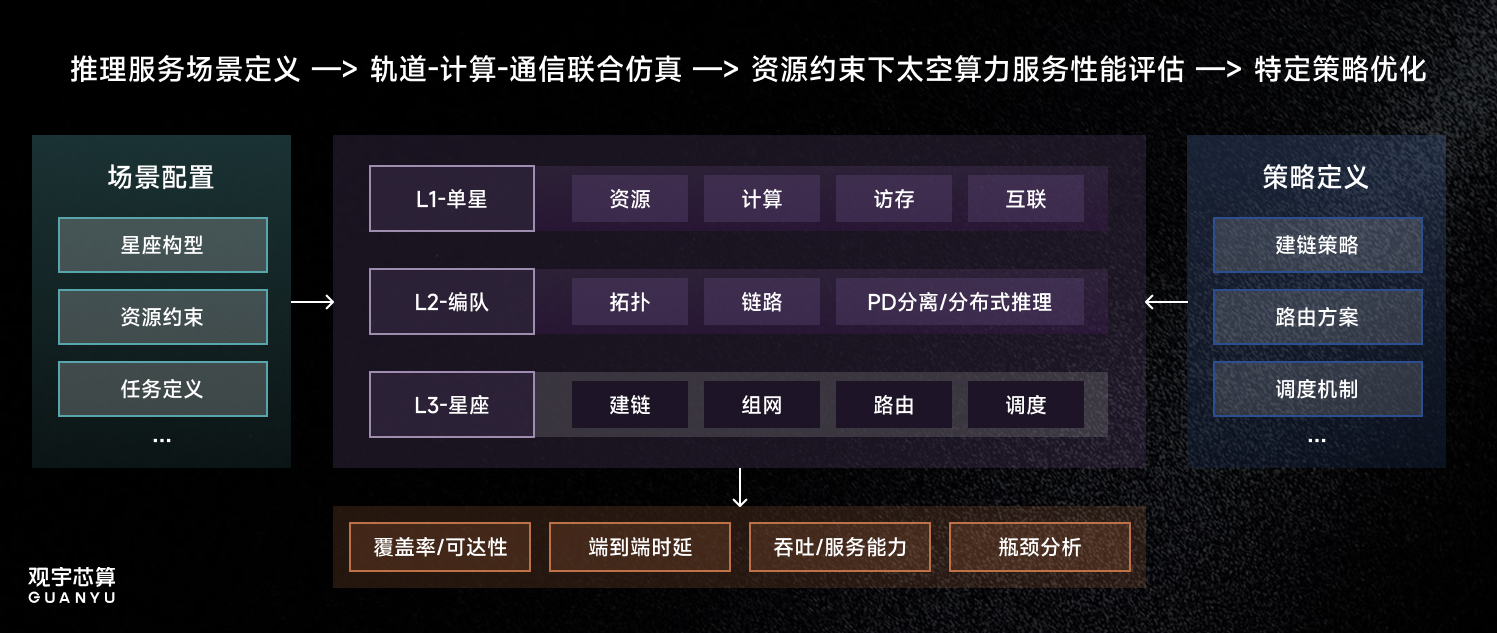 推理服务场景定义 —> 轨道-计算-通信联合仿真 —> 资源约束下太空算力服务性能评估 —> 特定策略优化
场景配置
星座构型
资源约束
任务定义
...
L1-单星
资源
计算
访存
互联
L2-编队
拓扑
链路
PD分离/分布式推理
L3-星座
建链
组网
路由
调度
策略定义
建链策略
路由方案
调度机制
...
覆盖率/可达性
端到端时延
吞吐/服务能力
瓶颈分析
观宇芯算
GUANYU